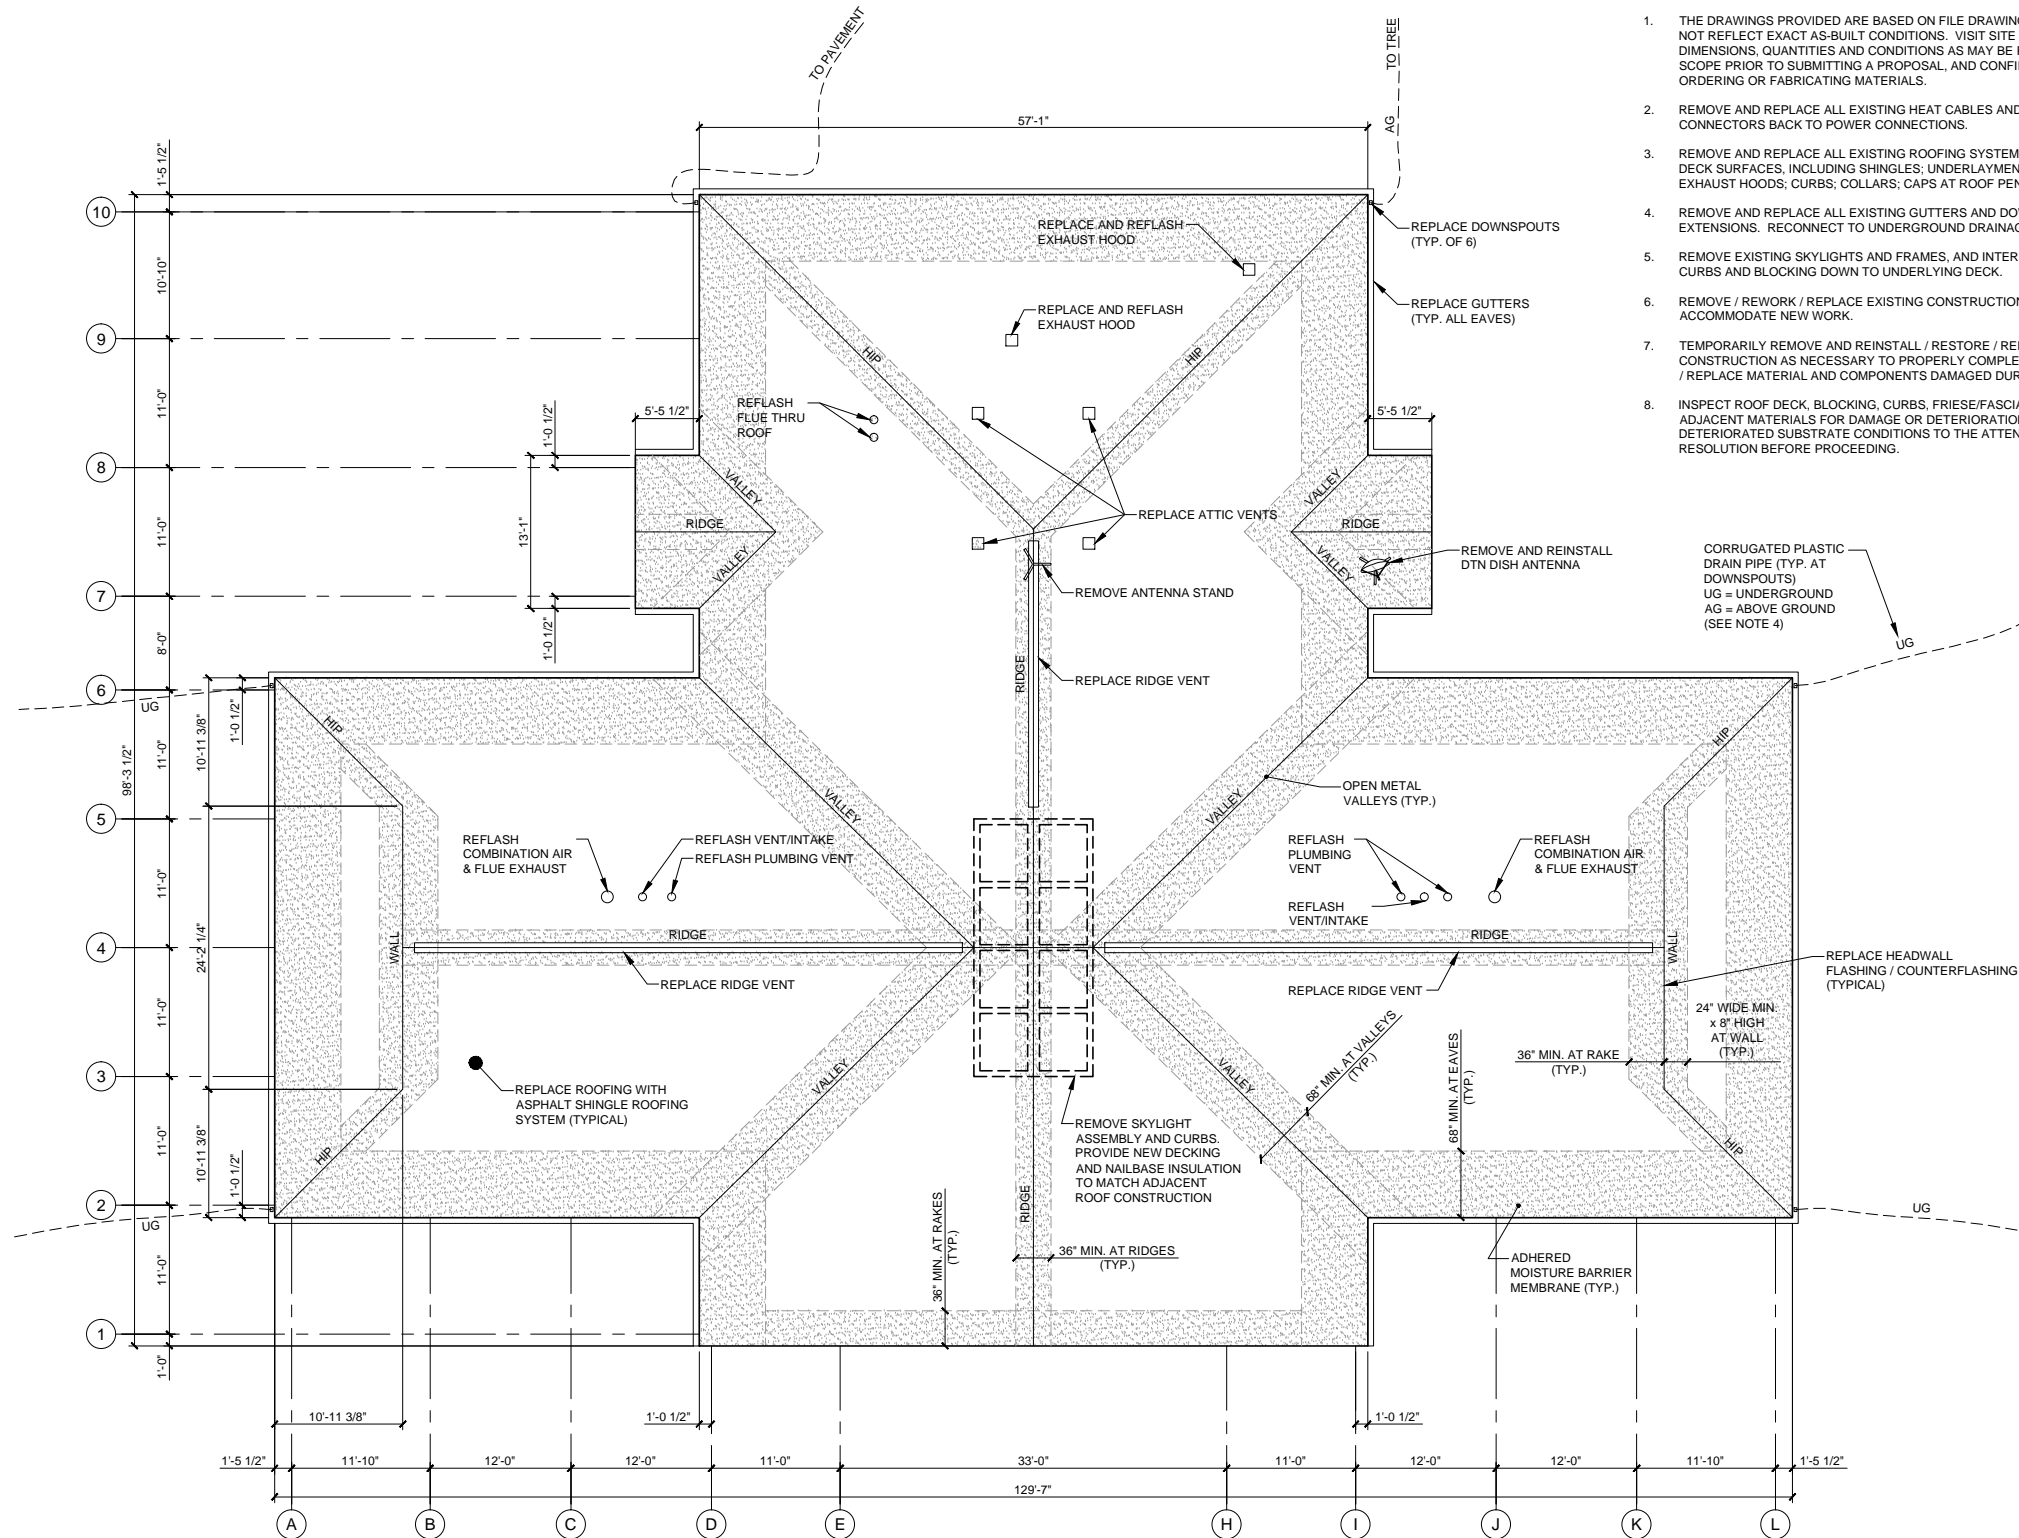 1. THE DRAWINGS PROVIDED ARE BASED ON FILE DRAWING
NOT REFLECT EXACT AS-BUILT CONDITIONS. VISIT SITE
DIMENSIONS, QUANTITIES AND CONDITIONS AS MAY BE
SCOPE PRIOR TO SUBMITTING A PROPOSAL, AND CONFI
ORDERING OR FABRICATING MATERIALS.
2. REMOVE AND REPLACE ALL EXISTING HEAT CABLES AND
CONNECTORS BACK TO POWER CONNECTIONS.
3. REMOVE AND REPLACE ALL EXISTING ROOFING SYSTEM
DECK SURFACES, INCLUDING SHINGLES; UNDERLAYMEN
EXHAUST HOODS; CURBS; COLLARS; CAPS AT ROOF PEN
4. REMOVE AND REPLACE ALL EXISTING GUTTERS AND DO
EXTENSIONS. RECONNECT TO UNDERGROUND DRAINAG
5. REMOVE EXISTING SKYLIGHTS AND FRAMES, AND INTER
CURBS AND BLOCKING DOWN TO UNDERLYING DECK.
6. REMOVE / REWORK / REPLACE EXISTING CONSTRUCTION
ACCOMMODATE NEW WORK.
7. TEMPORARILY REMOVE AND REINSTALL / RESTORE / RE
CONSTRUCTION AS NECESSARY TO PROPERLY COMPLE
/ REPLACE MATERIAL AND COMPONENTS DAMAGED DUR
8. INSPECT ROOF DECK, BLOCKING, CURBS, FRIESE/FASCIA
ADJACENT MATERIALS FOR DAMAGE OR DETERIORATION
DETERIORATED SUBSTRATE CONDITIONS TO THE ATTEN
RESOLUTION BEFORE PROCEEDING.
TO PAVEMENT
AG
TO TREE
57'-1"
REPLACE AND REFLASH
EXHAUST HOOD
REPLACE AND REFLASH
EXHAUST HOOD
REPLACE DOWNSPOUTS
(TYP. OF 6)
REPLACE GUTTERS
(TYP. ALL EAVES)
HIP
HIP
REFLASH
FLUE THRU
ROOF
5'-5 1/2"
5'-5 1/2"
1'-0 1/2"
13'-1"
1'-0 1/2"
VALLEY
RIDGE
VALLEY
VALLEY
RIDGE
VALLEY
REPLACE ATTIC VENTS
REMOVE AND REINSTALL
DTN DISH ANTENNA
REMOVE ANTENNA STAND
CORRUGATED PLASTIC
DRAIN PIPE (TYP. AT
DOWNSPOUTS)
UG = UNDERGROUND
AG = ABOVE GROUND
(SEE NOTE 4)
UG
RIDGE
REPLACE RIDGE VENT
10
9
8
7
6
5
4
3
2
1
1'-5 1/2"
10'-10"
11'-0"
11'-0"
8'-0"
11'-0"
11'-0"
11'-0"
11'-0"
11'-0"
1'-0"
98'-3 1/2"
UG
UG
UG
10'-11 3/8"
1'-0 1/2"
24'-2 1/4"
10'-11 3/8"
1'-0 1/2"
HIP
HIP
HIP
HIP
WALL
WALL
VALLEY
VALLEY
VALLEY
VALLEY
OPEN METAL
VALLEYS (TYP.)
REFLASH
COMBINATION AIR
& FLUE EXHAUST
REFLASH VENT/INTAKE
REFLASH PLUMBING VENT
REFLASH
PLUMBING
VENT
REFLASH
VENT/INTAKE
REFLASH
COMBINATION AIR
& FLUE EXHAUST
RIDGE
RIDGE
REPLACE RIDGE VENT
REPLACE RIDGE VENT
REPLACE HEADWALL
FLASHING / COUNTERFLASHING
(TYPICAL)
24" WIDE MIN.
x 8" HIGH
AT WALL
(TYP.)
36" MIN. AT RAKE
(TYP.)
68" MIN. AT VALLEYS
(TYP.)
68" MIN. AT EAVES
(TYP.)
REPLACE ROOFING WITH
ASPHALT SHINGLE ROOFING
SYSTEM (TYPICAL)
REMOVE SKYLIGHT
ASSEMBLY AND CURBS.
PROVIDE NEW DECKING
AND NAILBASE INSULATION
TO MATCH ADJACENT
ROOF CONSTRUCTION
RIDGE
36" MIN. AT RAKES
(TYP.)
36" MIN. AT RIDGES
(TYP.)
ADHERED
MOISTURE BARRIER
MEMBRANE (TYP.)
10'-11 3/8"
1'-0 1/2"
1'-0 1/2"
1'-5 1/2"
11'-10"
12'-0"
12'-0"
11'-0"
33'-0"
11'-0"
12'-0"
12'-0"
11'-10"
1'-5 1/2"
129'-7"
A
B
C
D
E
H
I
J
K
L